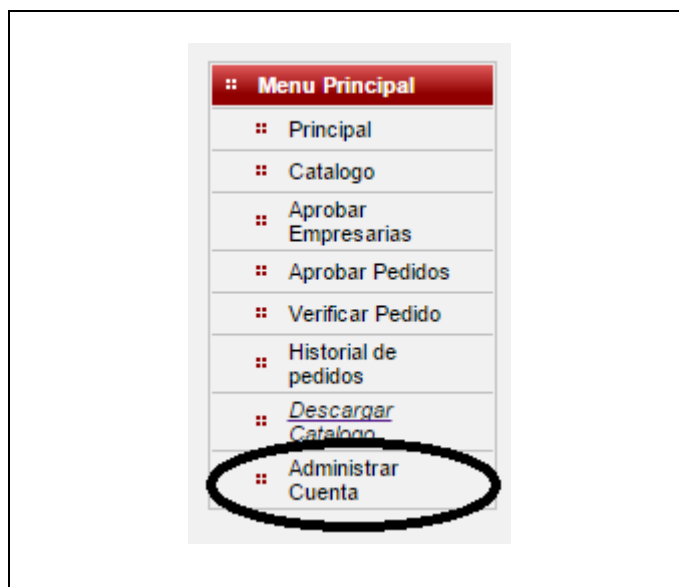 Menu Principal
Principal
Catalogo
Aprobar
Empresarias
Aprobar Pedidos
Verificar Pedido
Historial de
pedidos
Descargar
Catalogo
Administrar
Cuenta